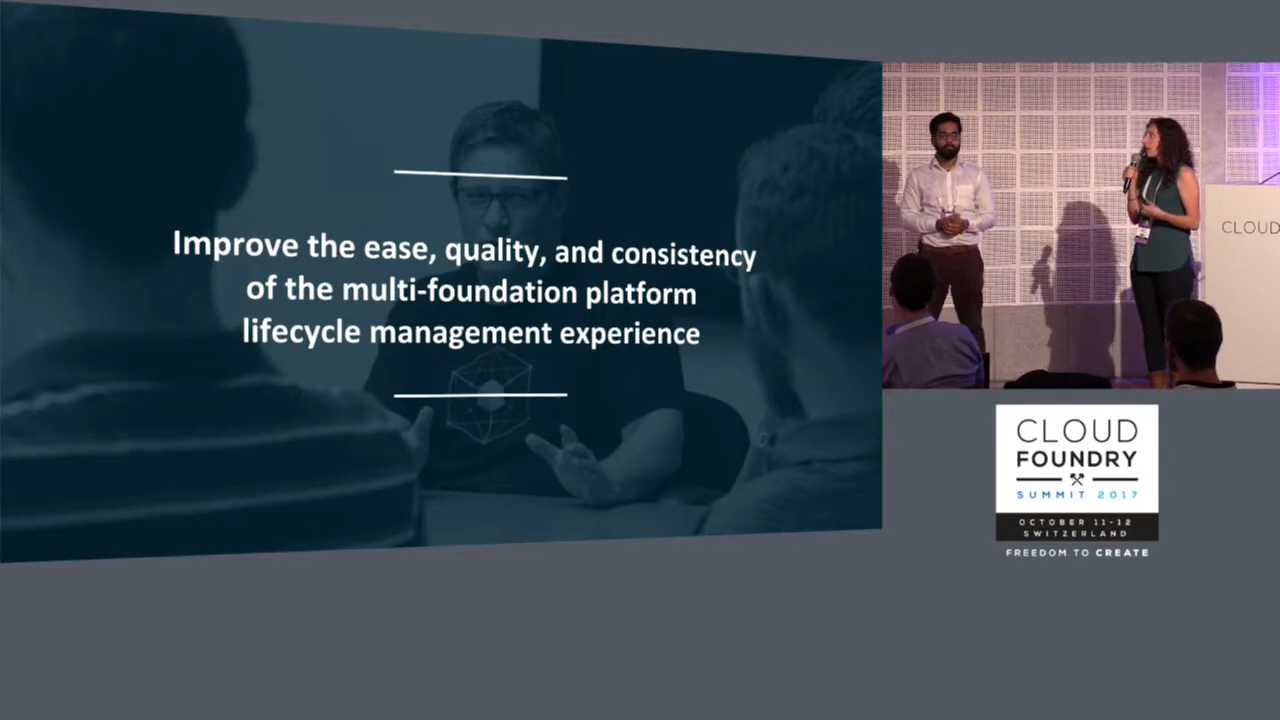 Improve the ease, quality, and consistency
of the multi-foundation platform
lifecycle management experience
CLOUD
CLOUD
FOUNDRY
SUMMIT 2017
OCTOBER 11-12
SWITZERLAND
FREEDOM TO CREATE